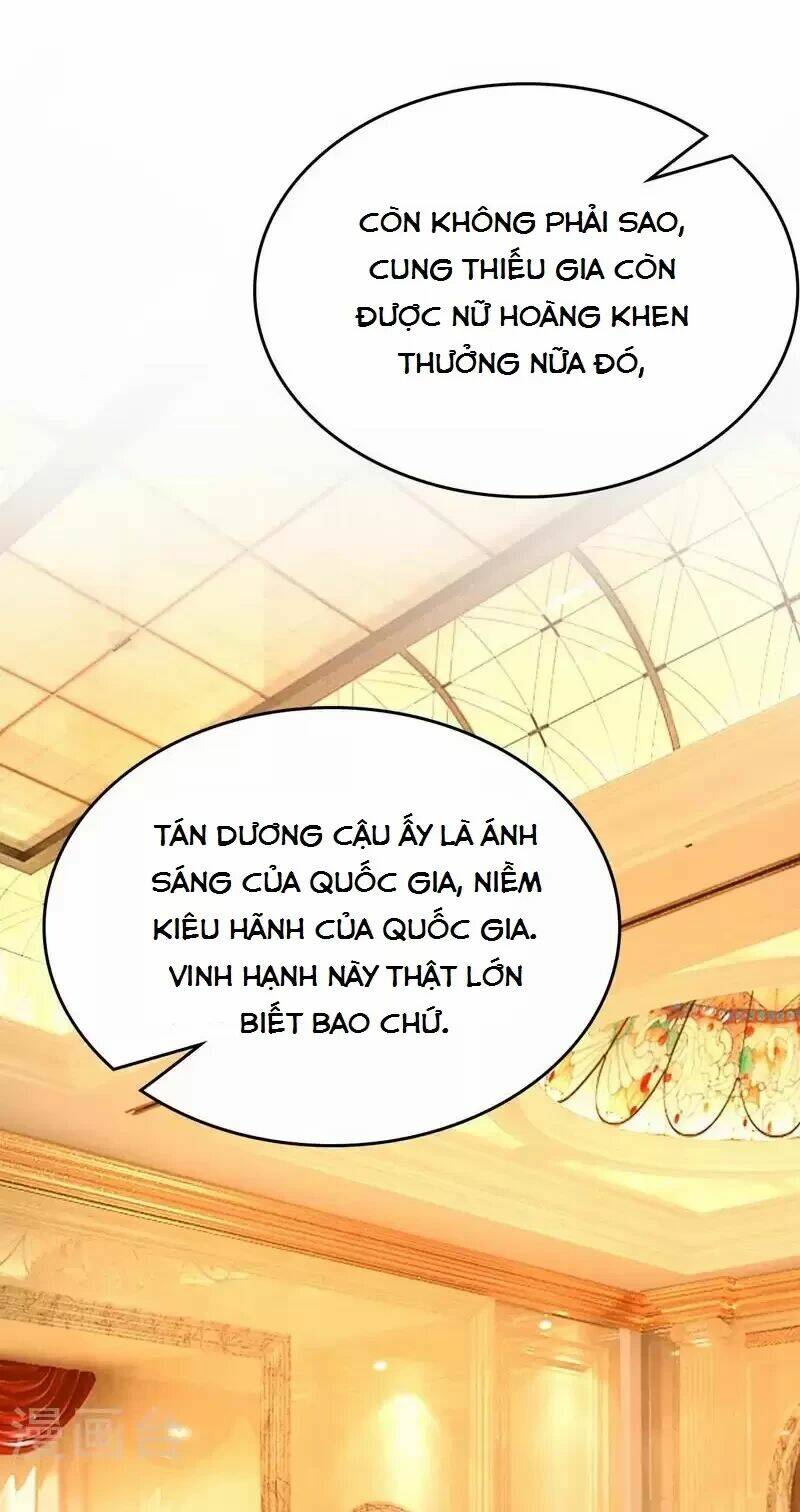 CÒN KHÔNG PHẢI SAO,
CUNG THIẾU GIA CÒN
ĐƯỢC NỮ HOÀNG KHEN
THƯỞNG NỮA ĐÓ,
TÁN DƯƠNG CẬU ẤY LÀ ÁNH
SÁNG CỦA QUỐC GIA, NIỀM
KIÊU HÃNH CỦA QUỐC GIA.
VINH HẠNH NÀY THẬT LỚN
BIẾT BAO CHỨ.
漫画台